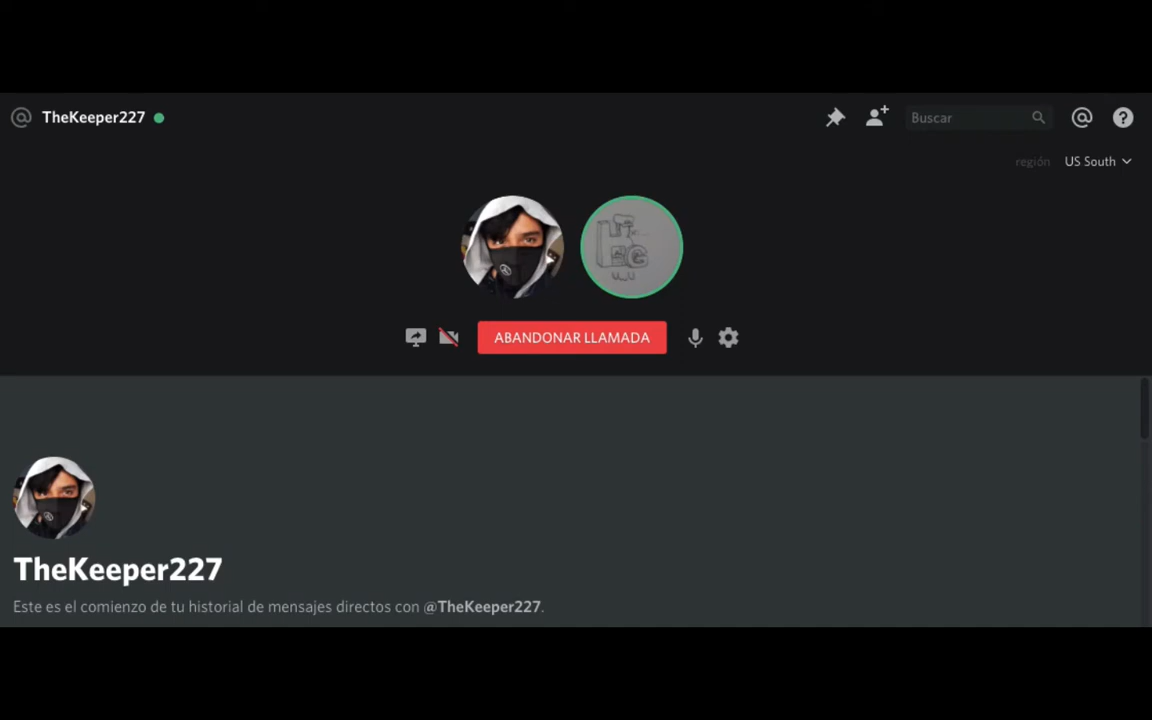 TheKeeper227
Buscar
región US South
ABANDONAR LLAMADA
TheKeeper227
Este es el comienzo de tu historial de mensajes directos con @TheKeeper227.